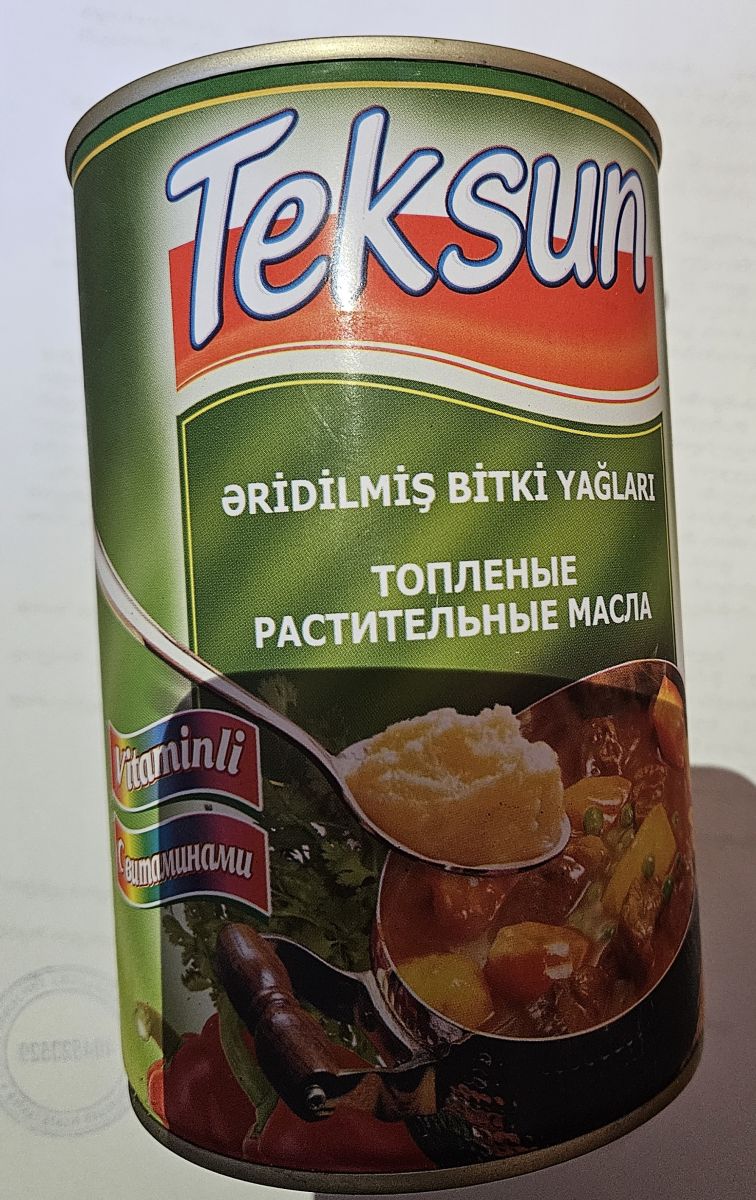 Teksun
ƏRİDİLMİŞ BİTKİ YAĞLARI
ТОПЛЕНЫЕ
РАСТИТЕЛЬНЫЕ МАСЛА
Vitaminli
С витаминами